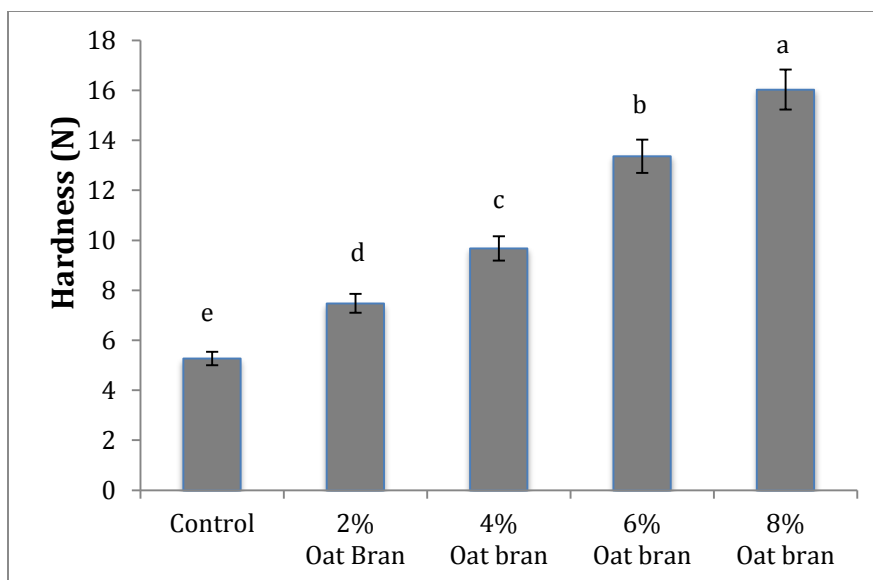 18
16
14
12
10
8
6
4
2
0
Hardness (N)
e
d
c
b
a
Control
2%
Oat Bran
4%
Oat bran
6%
Oat bran
8%
Oat bran